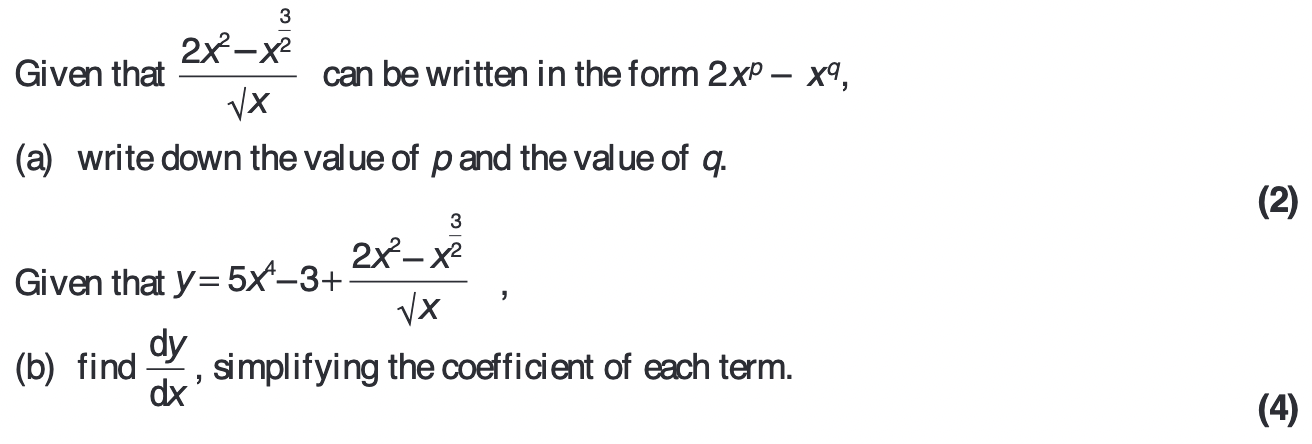 Given that $\frac{2x^2 - x^{\frac{3}{2}}}{\sqrt{x}}$ can be written in the form $2x^p - x^q$,
(a) write down the value of p and the value of q.
(2)
Given that $y = 5x^4 - 3 + \frac{2x^2 - x^{\frac{3}{2}}}{\sqrt{x}}$ ,
(b) find $\frac{dy}{dx}$, simplifying the coefficient of each term.
(4)